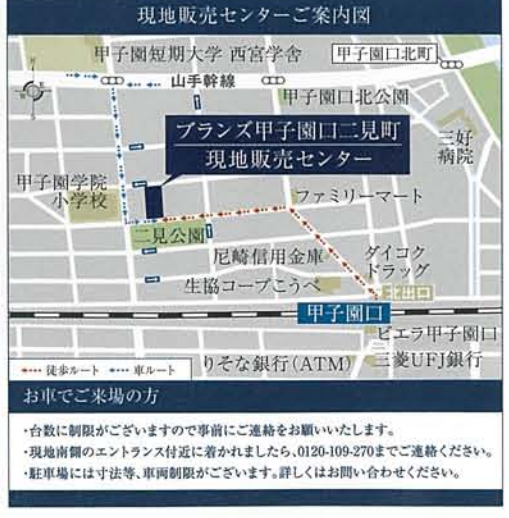 現地販売センターご案内図
甲子園短期大学 西宮学舎
甲子園口北町
山手幹線
甲子園口北公園
ブランズ甲子園口二見町
現地販売センター
三好
病院
甲子園学院
小学校
ファミリーマート
二見公園
尼崎信用金庫
ダイコク
ドラッグ
生協コープこうべ
北出口
甲子園口
ビエラ甲子園口
りそな銀行(ATM)
三菱UFJ銀行
徒歩ルート
車ルート
お車でご来場の方
・台数に制限がございますので事前にご連絡をお願いいたします。
・現地南側のエントランス付近に着かれましたら、0120-109-270までご連絡ください。
・駐車場には寸法等、車両制限がございます。詳しくはお問い合わせください。